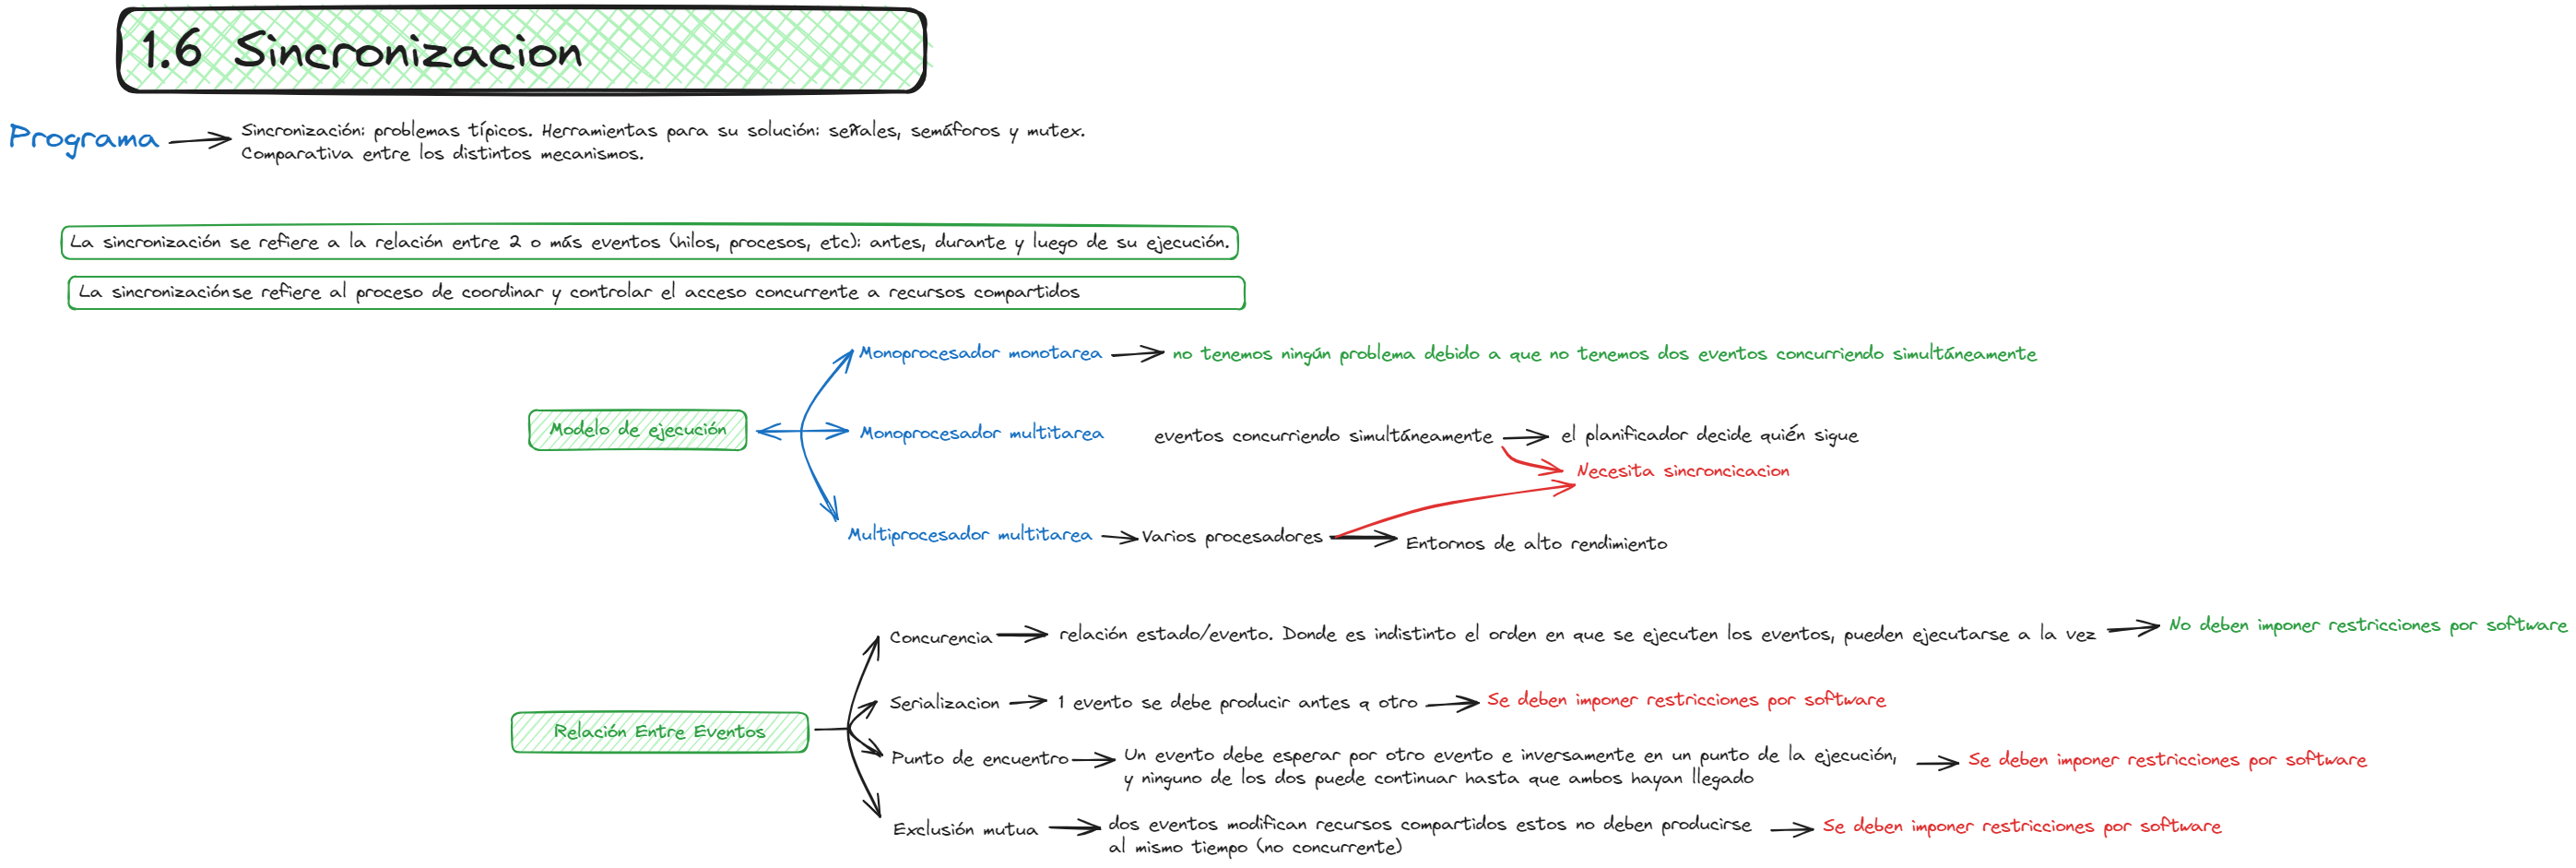 1.6 Sincronizacion
Programa
Sincronización: problemas típicos. Herramientas para su solución: señales, semáforos y mutex.
Comparativa entre los distintos mecanismos.
La sincronización se refiere a la relación entre 2 o más eventos (hilos, procesos, etc): antes, durante y luego de su ejecución.
La sincronización se refiere al proceso de coordinar y controlar el acceso concurrente a recursos compartidos
Modelo de ejecución
Monoprocesador monotarea
no tenemos ningún problema debido a que no tenemos dos eventos concurriendo simultáneamente
Monoprocesador multitarea
eventos concurriendo simultáneamente
el planificador decide quién sigue
Necesita sincroncicacion
Multiprocesador multitarea
Varios procesadores
Entornos de alto rendimiento
Relación Entre Eventos
Concurencia
relación estado/evento. Donde es indistinto el orden en que se ejecuten los eventos, pueden ejecutarse a la vez
No deben imponer restricciones por software
Serializacion
1 evento se debe producir antes q otro
Se deben imponer restricciones por software
Punto de encuentro
Un evento debe esperar por otro evento e inversamente en un punto de la ejecución,
y ninguno de los dos puede continuar hasta que ambos hayan llegado
Se deben imponer restricciones por software
Exclusión mutua
dos eventos modifican recursos compartidos estos no deben producirse
al mismo tiempo (no concurrente)
Se deben imponer restricciones por software